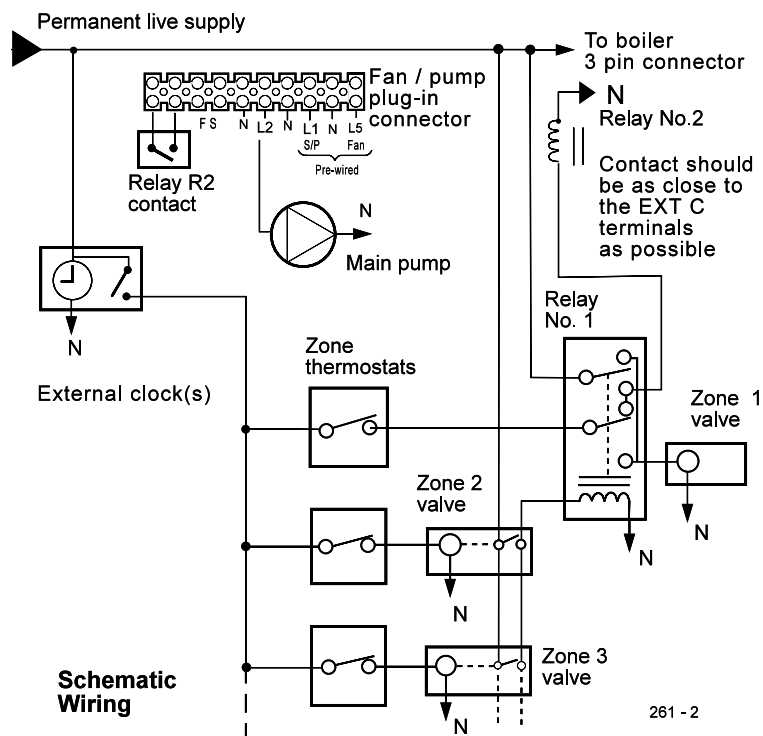 Permanent live supply
To boiler
3 pin connector
Fan / pump
plug-in
connector
N
Relay No.2
F S
N
L2
N
L1
N
L5
S/P
Fan
Pre-wired
Relay R2
contact
N
Main pump
Contact should
be as close to
the EXT C
terminals
as possible
Relay
No. 1
N
External clock(s)
Zone
thermostats
Zone 1
valve
Zone 2
valve
N
N
N
Zone 3
valve
Schematic
Wiring
N
261 - 2